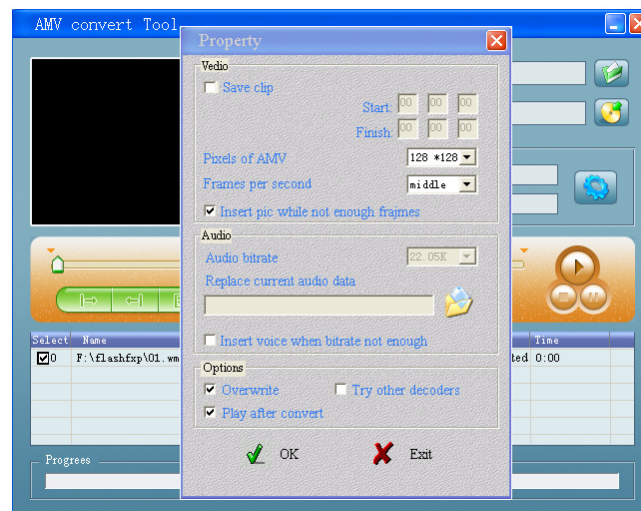 AMV convert Tool
Property
Vedio
Save clip
Start: 00 00 00
Finish: 00 00 00
Pixels of AMV 128 *128
Frames per second middle
Insert pic while not enough frajmes
Audio
Audio bitrate 22.05K
Replace current audio data
Insert voice when bitrate not enough
Options
Overwrite Try other decoders
Play after convert
OK Exit
Select Name Time
0 F:\flashfxp\01.wm ted 0:00
Progrees